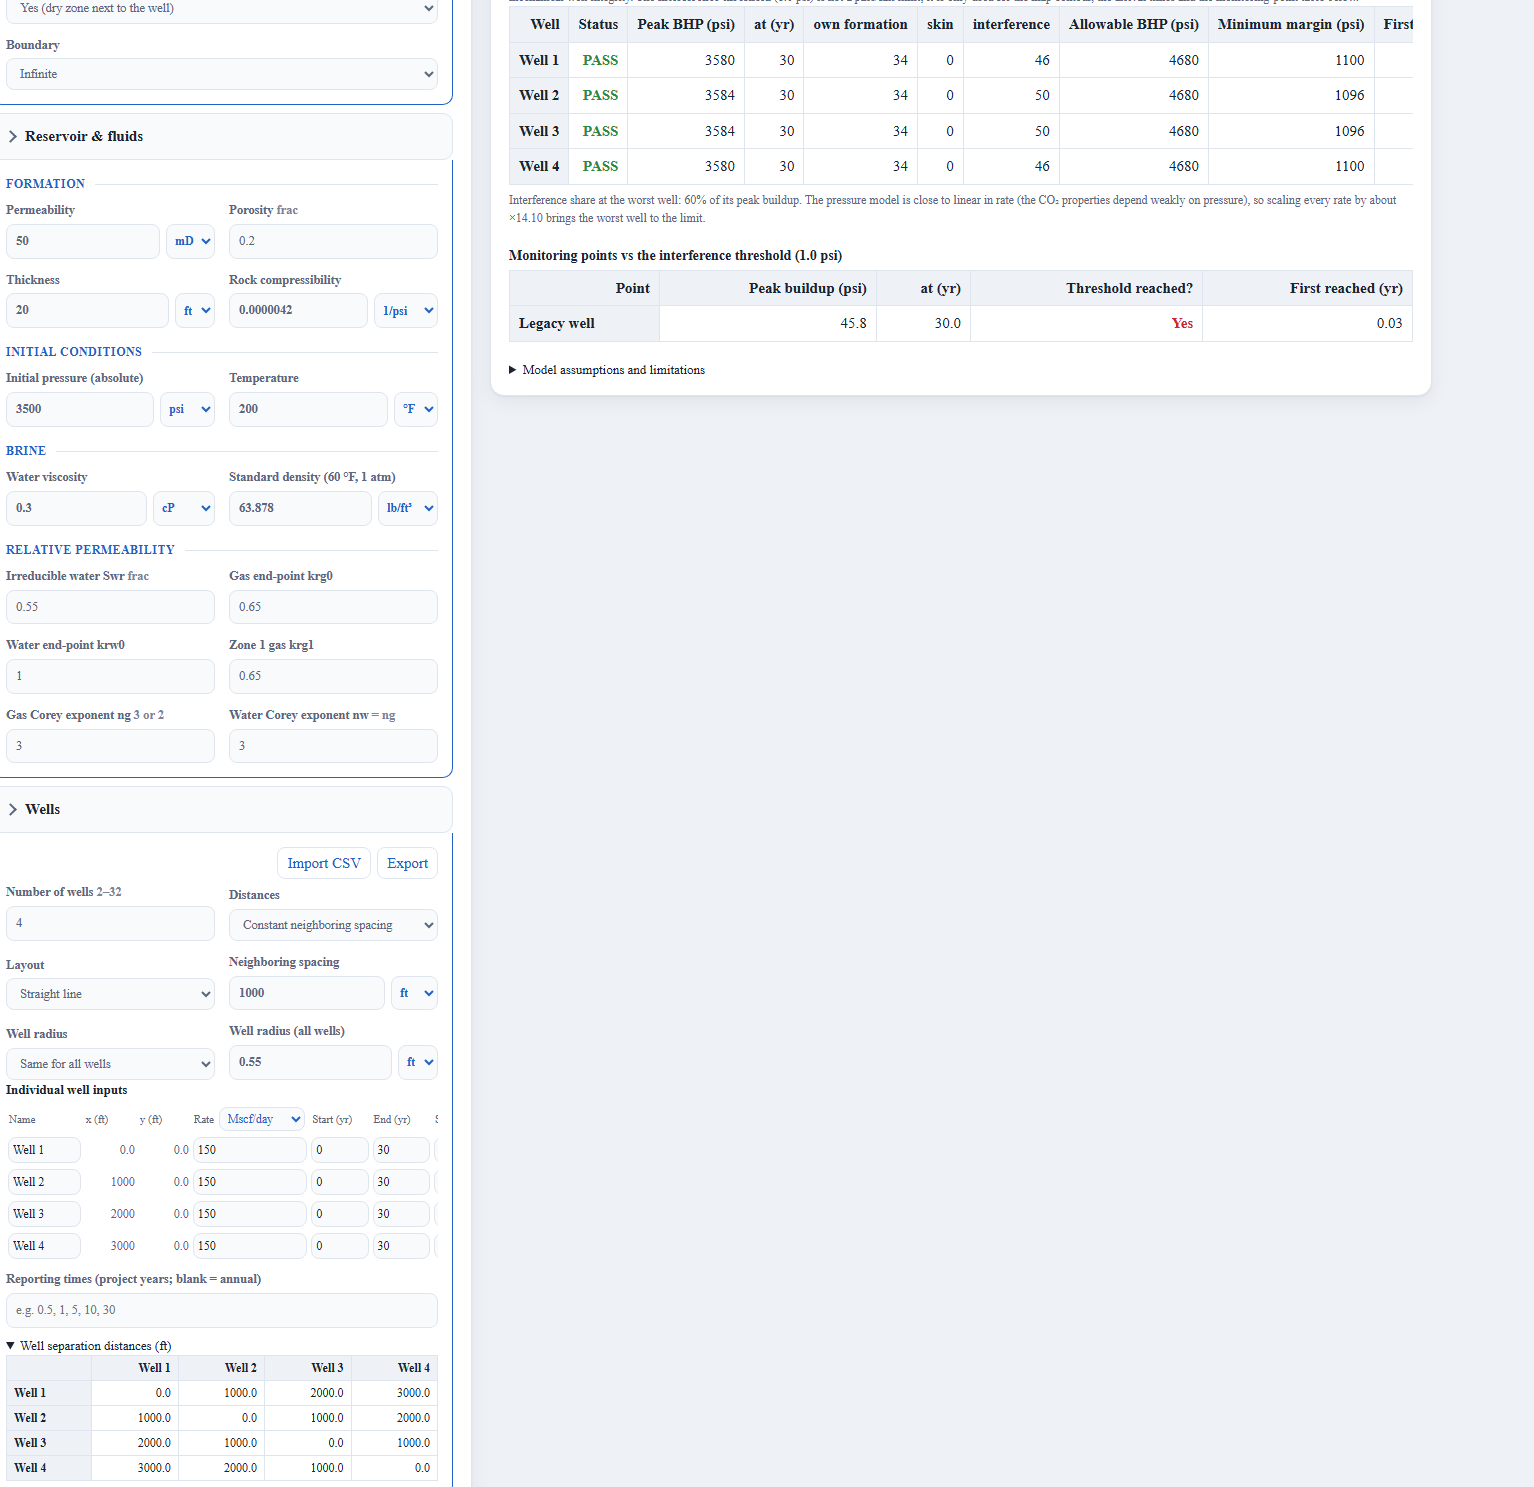 Yes (dry zone next to the well)
Boundary
Infinite
Reservoir & fluids
FORMATION
Permeability
Porosity frac
50
mD
0.2
Thickness
Rock compressibility
20
ft
0.0000042
1/psi
INITIAL CONDITIONS
Initial pressure (absolute)
Temperature
3500
psi
200
°F
BRINE
Water viscosity
Standard density (60 °F, 1 atm)
0.3
cP
63.878
lb/ft³
RELATIVE PERMEABILITY
Irreducible water Swr frac
Gas end-point krg0
0.55
0.65
Water end-point krw0
Zone 1 gas krg1
1
0.65
Gas Corey exponent ng 3 or 2
Water Corey exponent nw = ng
3
3
Wells
Import CSV
Export
Number of wells 2–32
Distances
4
Constant neighboring spacing
Layout
Neighboring spacing
Straight line
1000
ft
Well radius
Well radius (all wells)
Same for all wells
0.55
ft
Individual well inputs
Name x (ft) y (ft) Rate Mscf/day Start (yr) End (yr)
Well 1 0.0 0.0 150 0 30
Well 2 1000 0.0 150 0 30
Well 3 2000 0.0 150 0 30
Well 4 3000 0.0 150 0 30
Reporting times (project years; blank = annual)
e.g. 0.5, 1, 5, 10, 30
▼ Well separation distances (ft)
Well 1 Well 2 Well 3 Well 4
Well 1 0.0 1000.0 2000.0 3000.0
Well 2 1000.0 0.0 1000.0 2000.0
Well 3 2000.0 1000.0 0.0 1000.0
Well 4 3000.0 2000.0 1000.0 0.0
Well Status Peak BHP (psi) at (yr) own formation skin interference Allowable BHP (psi) Minimum margin (psi) First
Well 1 PASS 3580 30 34 0 46 4680 1100
Well 2 PASS 3584 30 34 0 50 4680 1096
Well 3 PASS 3584 30 34 0 50 4680 1096
Well 4 PASS 3580 30 34 0 46 4680 1100
Interference share at the worst well: 60% of its peak buildup. The pressure model is close to linear in rate (the CO₂ properties depend weakly on pressure), so scaling every rate by about
×14.10 brings the worst well to the limit.
Monitoring points vs the interference threshold (1.0 psi)
Point Peak buildup (psi) at (yr) Threshold reached? First reached (yr)
Legacy well 45.8 30.0 Yes 0.03
▶ Model assumptions and limitations